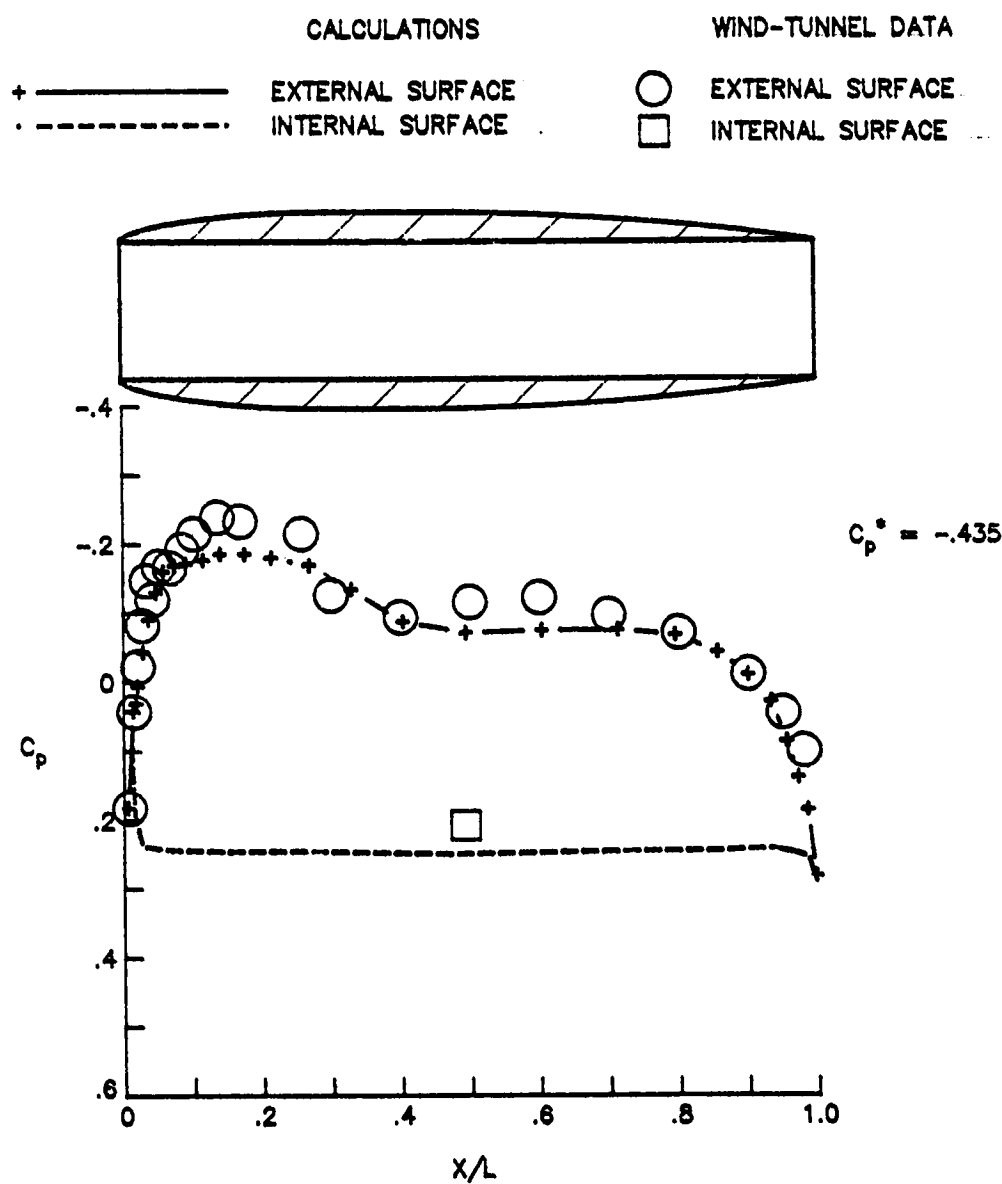 CALCULATIONS WIND-TUNNEL DATA
+ EXTERNAL SURFACE EXTERNAL SURFACE
INTERNAL SURFACE INTERNAL SURFACE
-.4
-.2
0
.2
.4
.6
Cp
Cp* = -.435
0 .2 .4 .6 .8 1.0
X/L